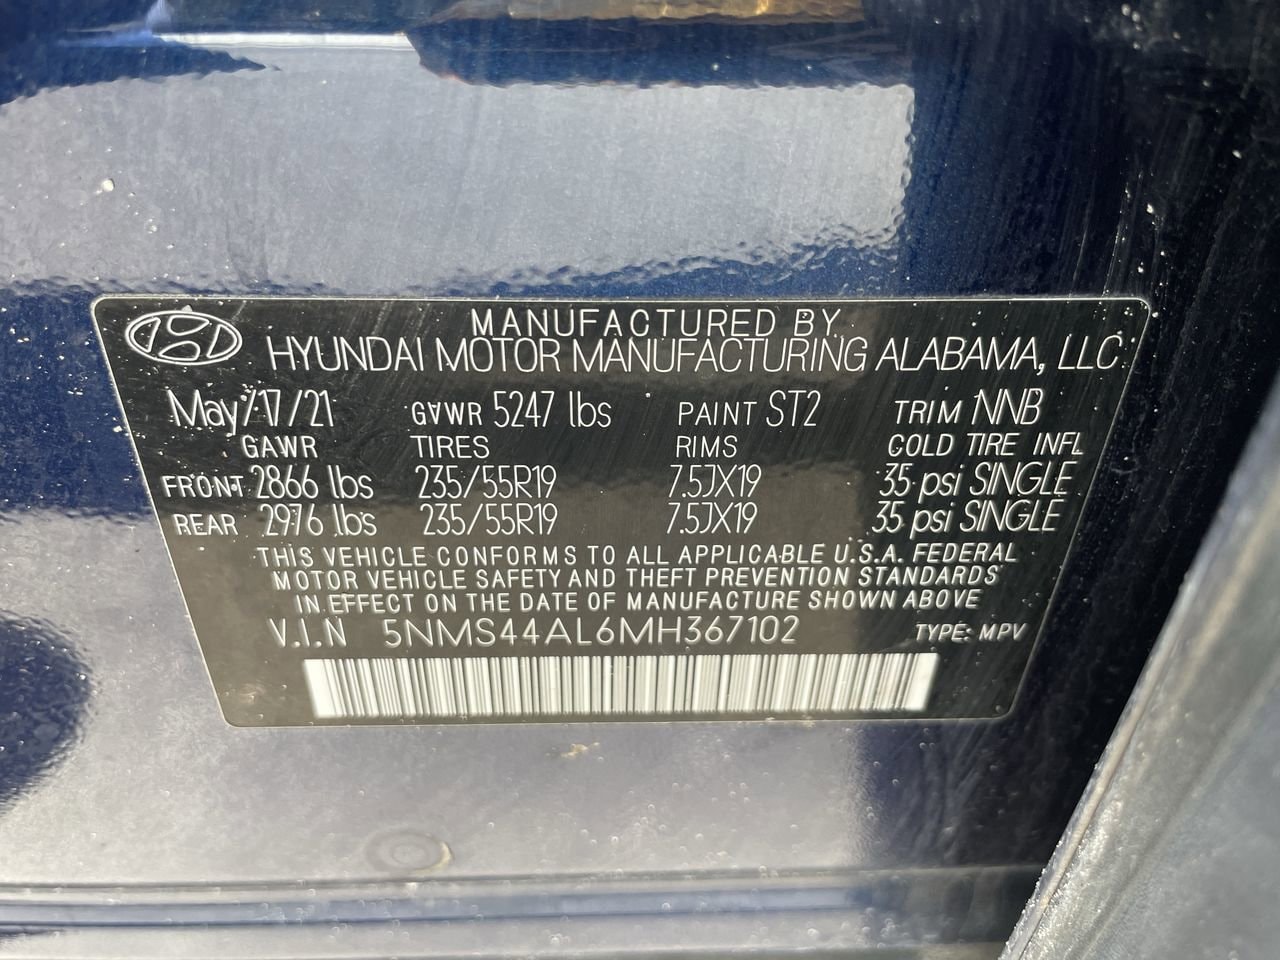 MANUFACTURED BY
HYUNDAI MOTOR MANUFACTURING ALABAMA, LLC
May/17/21 GVWR 5247 lbs PAINT ST2 TRIM NNB
GAWR TIRES RIMS COLD TIRE INFL
FRONT 2866 lbs 235/55R19 7.5JX19 35 psi SINGLE
REAR 2976 lbs 235/55R19 7.5JX19 35 psi SINGLE
THIS VEHICLE CONFORMS TO ALL APPLICABLE U.S.A. FEDERAL
MOTOR VEHICLE SAFETY AND THEFT PREVENTION STANDARDS
IN EFFECT ON THE DATE OF MANUFACTURE SHOWN ABOVE
V.I.N 5NMS44AL6MH367102 TYPE: MPV